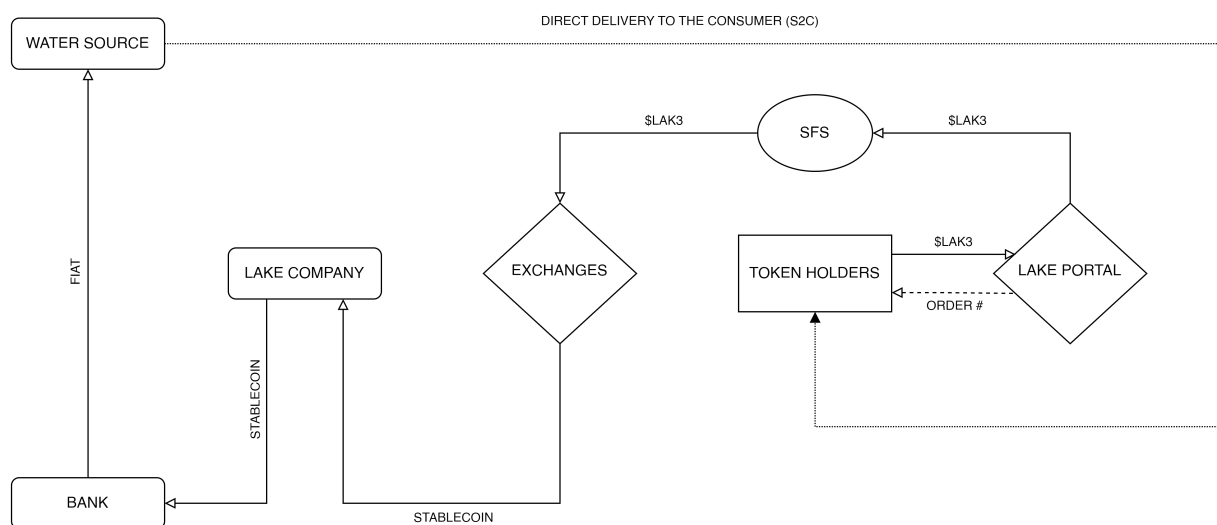 DIRECT DELIVERY TO THE CONSUMER (S2C)
WATER SOURCE
$LAK3
SFS
$LAK3
FIAT
LAKE COMPANY
EXCHANGES
TOKEN HOLDERS
$LAK3
LAKE PORTAL
ORDER #
STABLECOIN
BANK
STABLECOIN